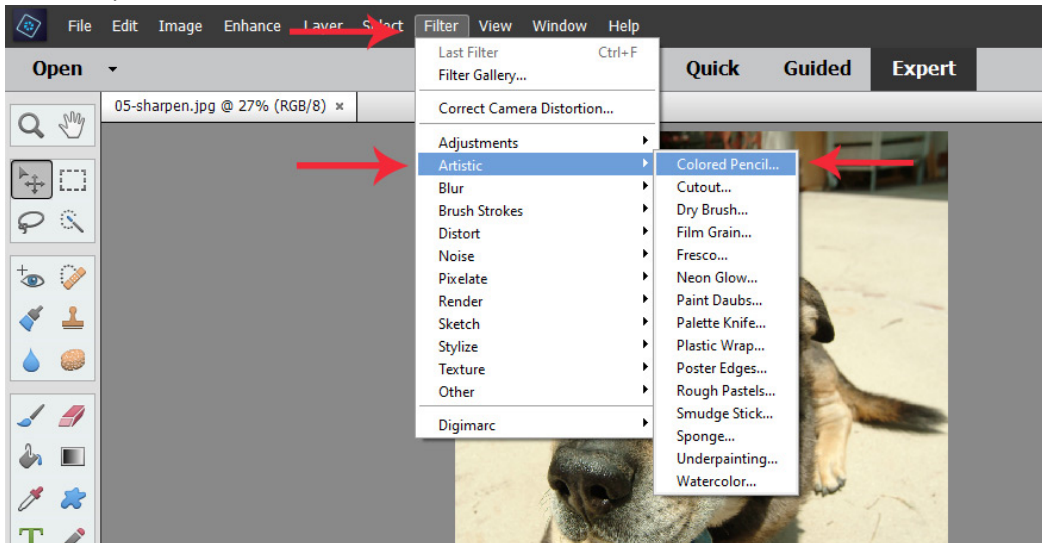 File Edit Image Enhance Layer Select Filter View Window Help
Open Quick Guided Expert
05-sharpen.jpg @ 27% (RGB/8) ×
Last Filter Ctrl+F
Filter Gallery...
Correct Camera Distortion...
Adjustments
Artistic
Blur
Brush Strokes
Distort
Noise
Pixelate
Render
Sketch
Stylize
Texture
Other
Digimarc
Colored Pencil...
Cutout...
Dry Brush...
Film Grain...
Fresco...
Neon Glow...
Paint Daubs...
Palette Knife...
Plastic Wrap...
Poster Edges...
Rough Pastels...
Smudge Stick...
Sponge...
Underpainting...
Watercolor...
T